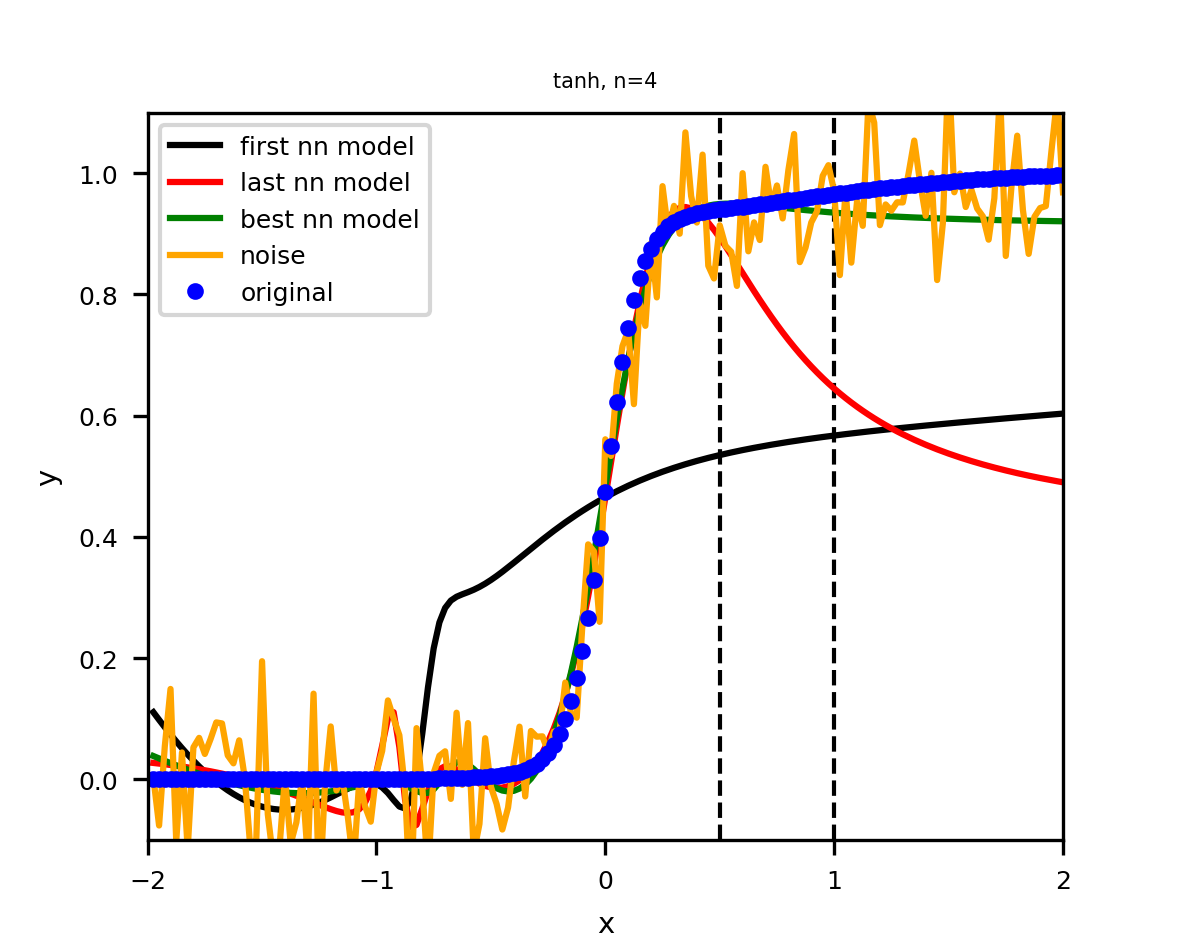 tanh, n=4
first nn model
last nn model
best nn model
noise
original
1.0
0.8
0.6
0.4
0.2
0.0
y
−2
−1
0
1
2
x